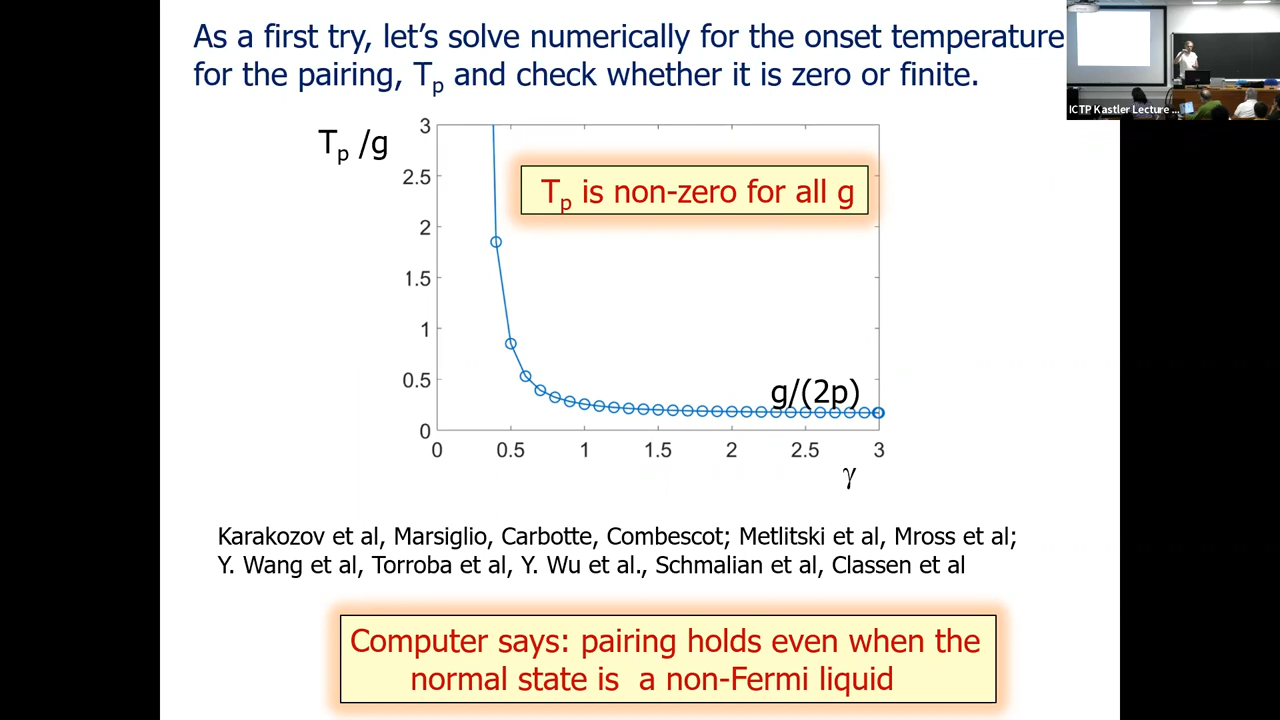 As a first try, let's solve numerically for the onset temperature
for the pairing, Tp and check whether it is zero or finite.
ICTP Kastler Lecture ...
Tp /g
3
2.5
2
1.5
1
0.5
0
Tp is non-zero for all g
g/(2p)
0 0.5 1 1.5 2 2.5 3
γ
Karakozov et al, Marsiglio, Carbotte, Combescot; Metlitski et al, Mross et al;
Y. Wang et al, Torroba et al, Y. Wu et al., Schmalian et al, Classen et al
Computer says: pairing holds even when the
normal state is a non-Fermi liquid